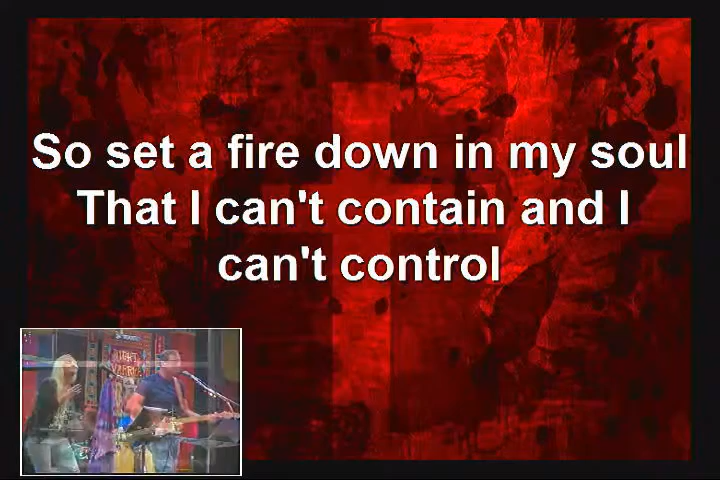 So set a fire down in my soul
That I can't contain and I
can't control